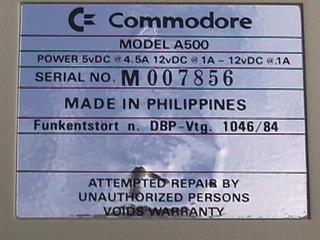 Commodore
MODEL A500
POWER 5vDC @ 4.5A 12vDC @ 1A – 12vDC @ .1A
SERIAL NO. M 007856
MADE IN PHILIPPINES
Funkentstört n. DBP-Vtg. 1046/84
ATTEMPTED REPAIR BY
UNAUTHORIZED PERSONS
VOIDS WARRANTY